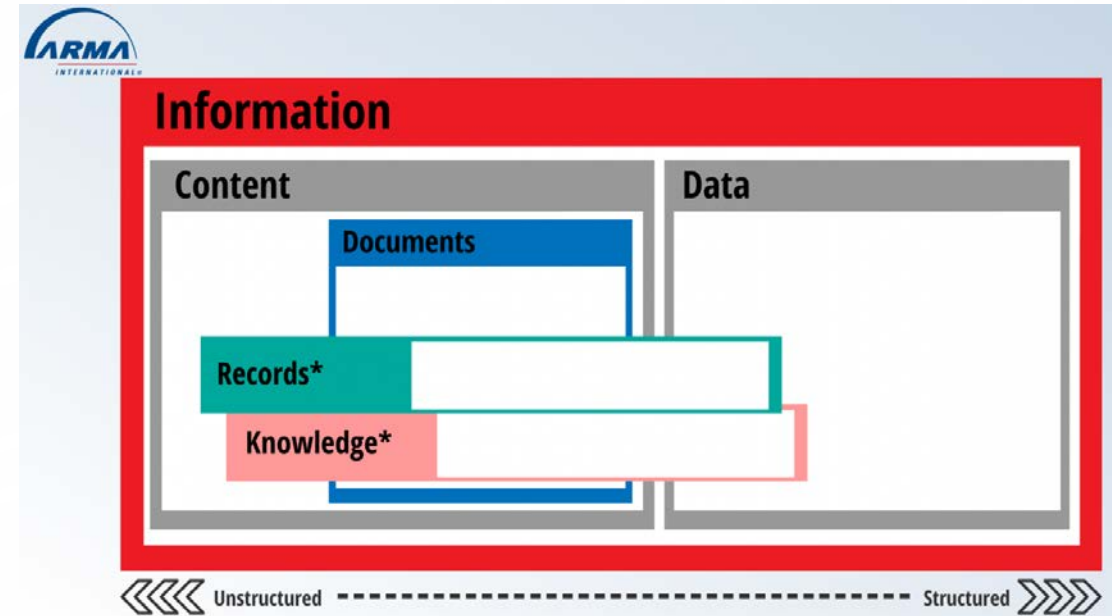 ARMA
INTERNATIONAL®
Information
Content
Data
Documents
Records*
Knowledge*
Unstructured
Structured